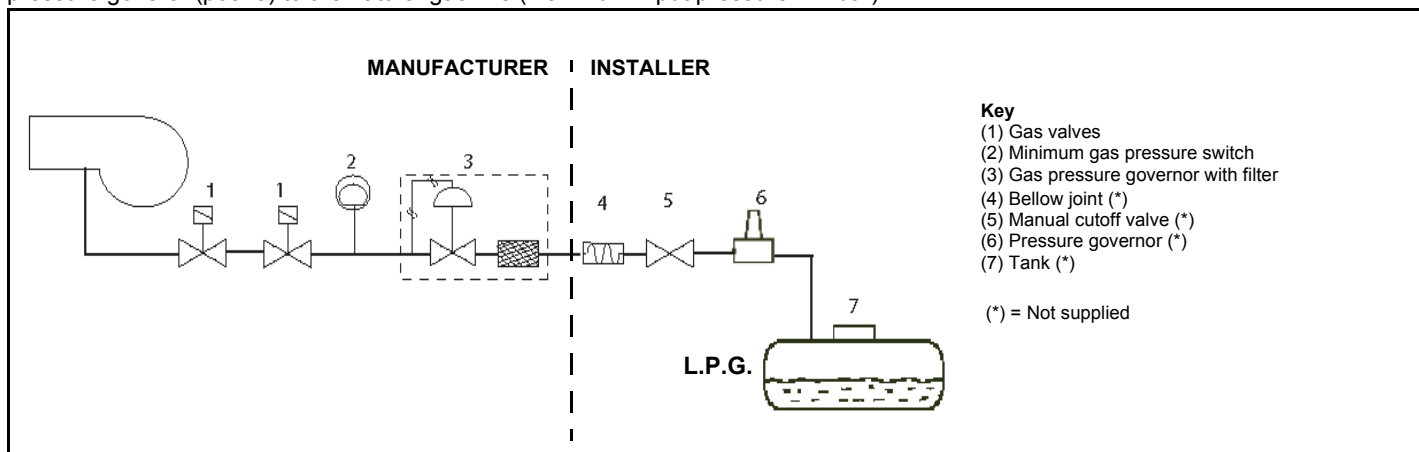 MANUFACTURER INSTALLER
1 1 2 3 4 5 6
7
L.P.G.
Key
(1) Gas valves
(2) Minimum gas pressure switch
(3) Gas pressure governor with filter
(4) Bellow joint (*)
(5) Manual cutoff valve (*)
(6) Pressure governor (*)
(7) Tank (*)
(*) = Not supplied